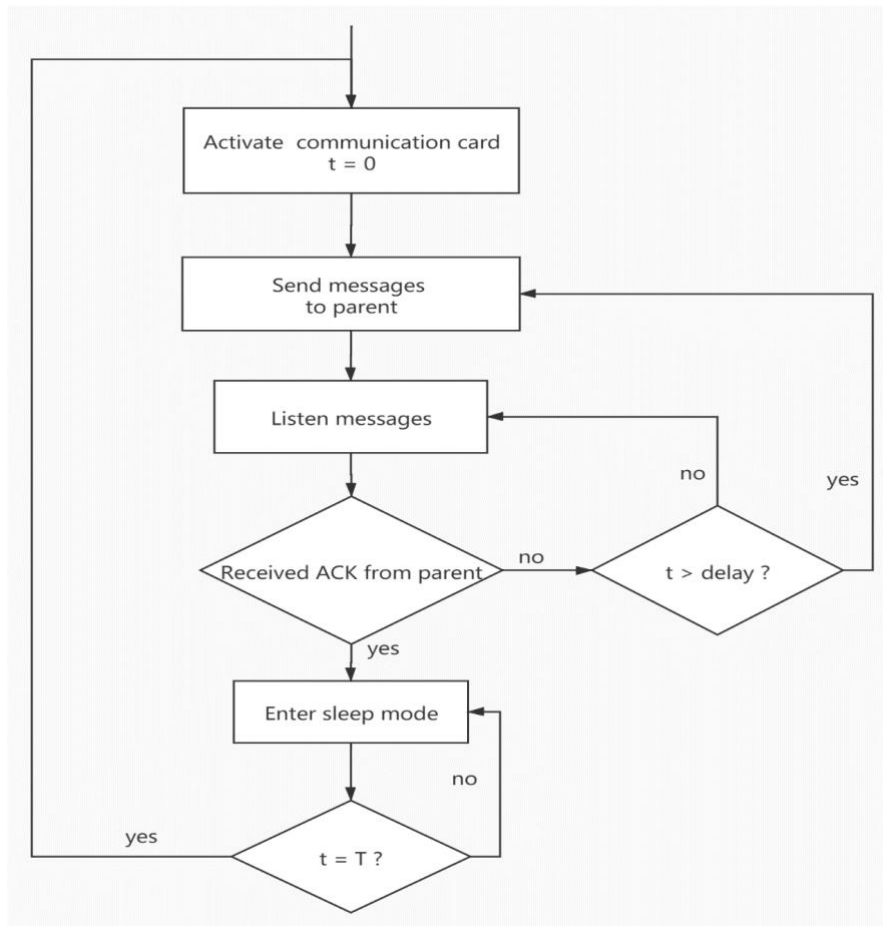 Activate communication card
t = 0
Send messages
to parent
Listen messages
no
yes
Received ACK from parent
no
t > delay ?
yes
Enter sleep mode
no
yes
t = T ?